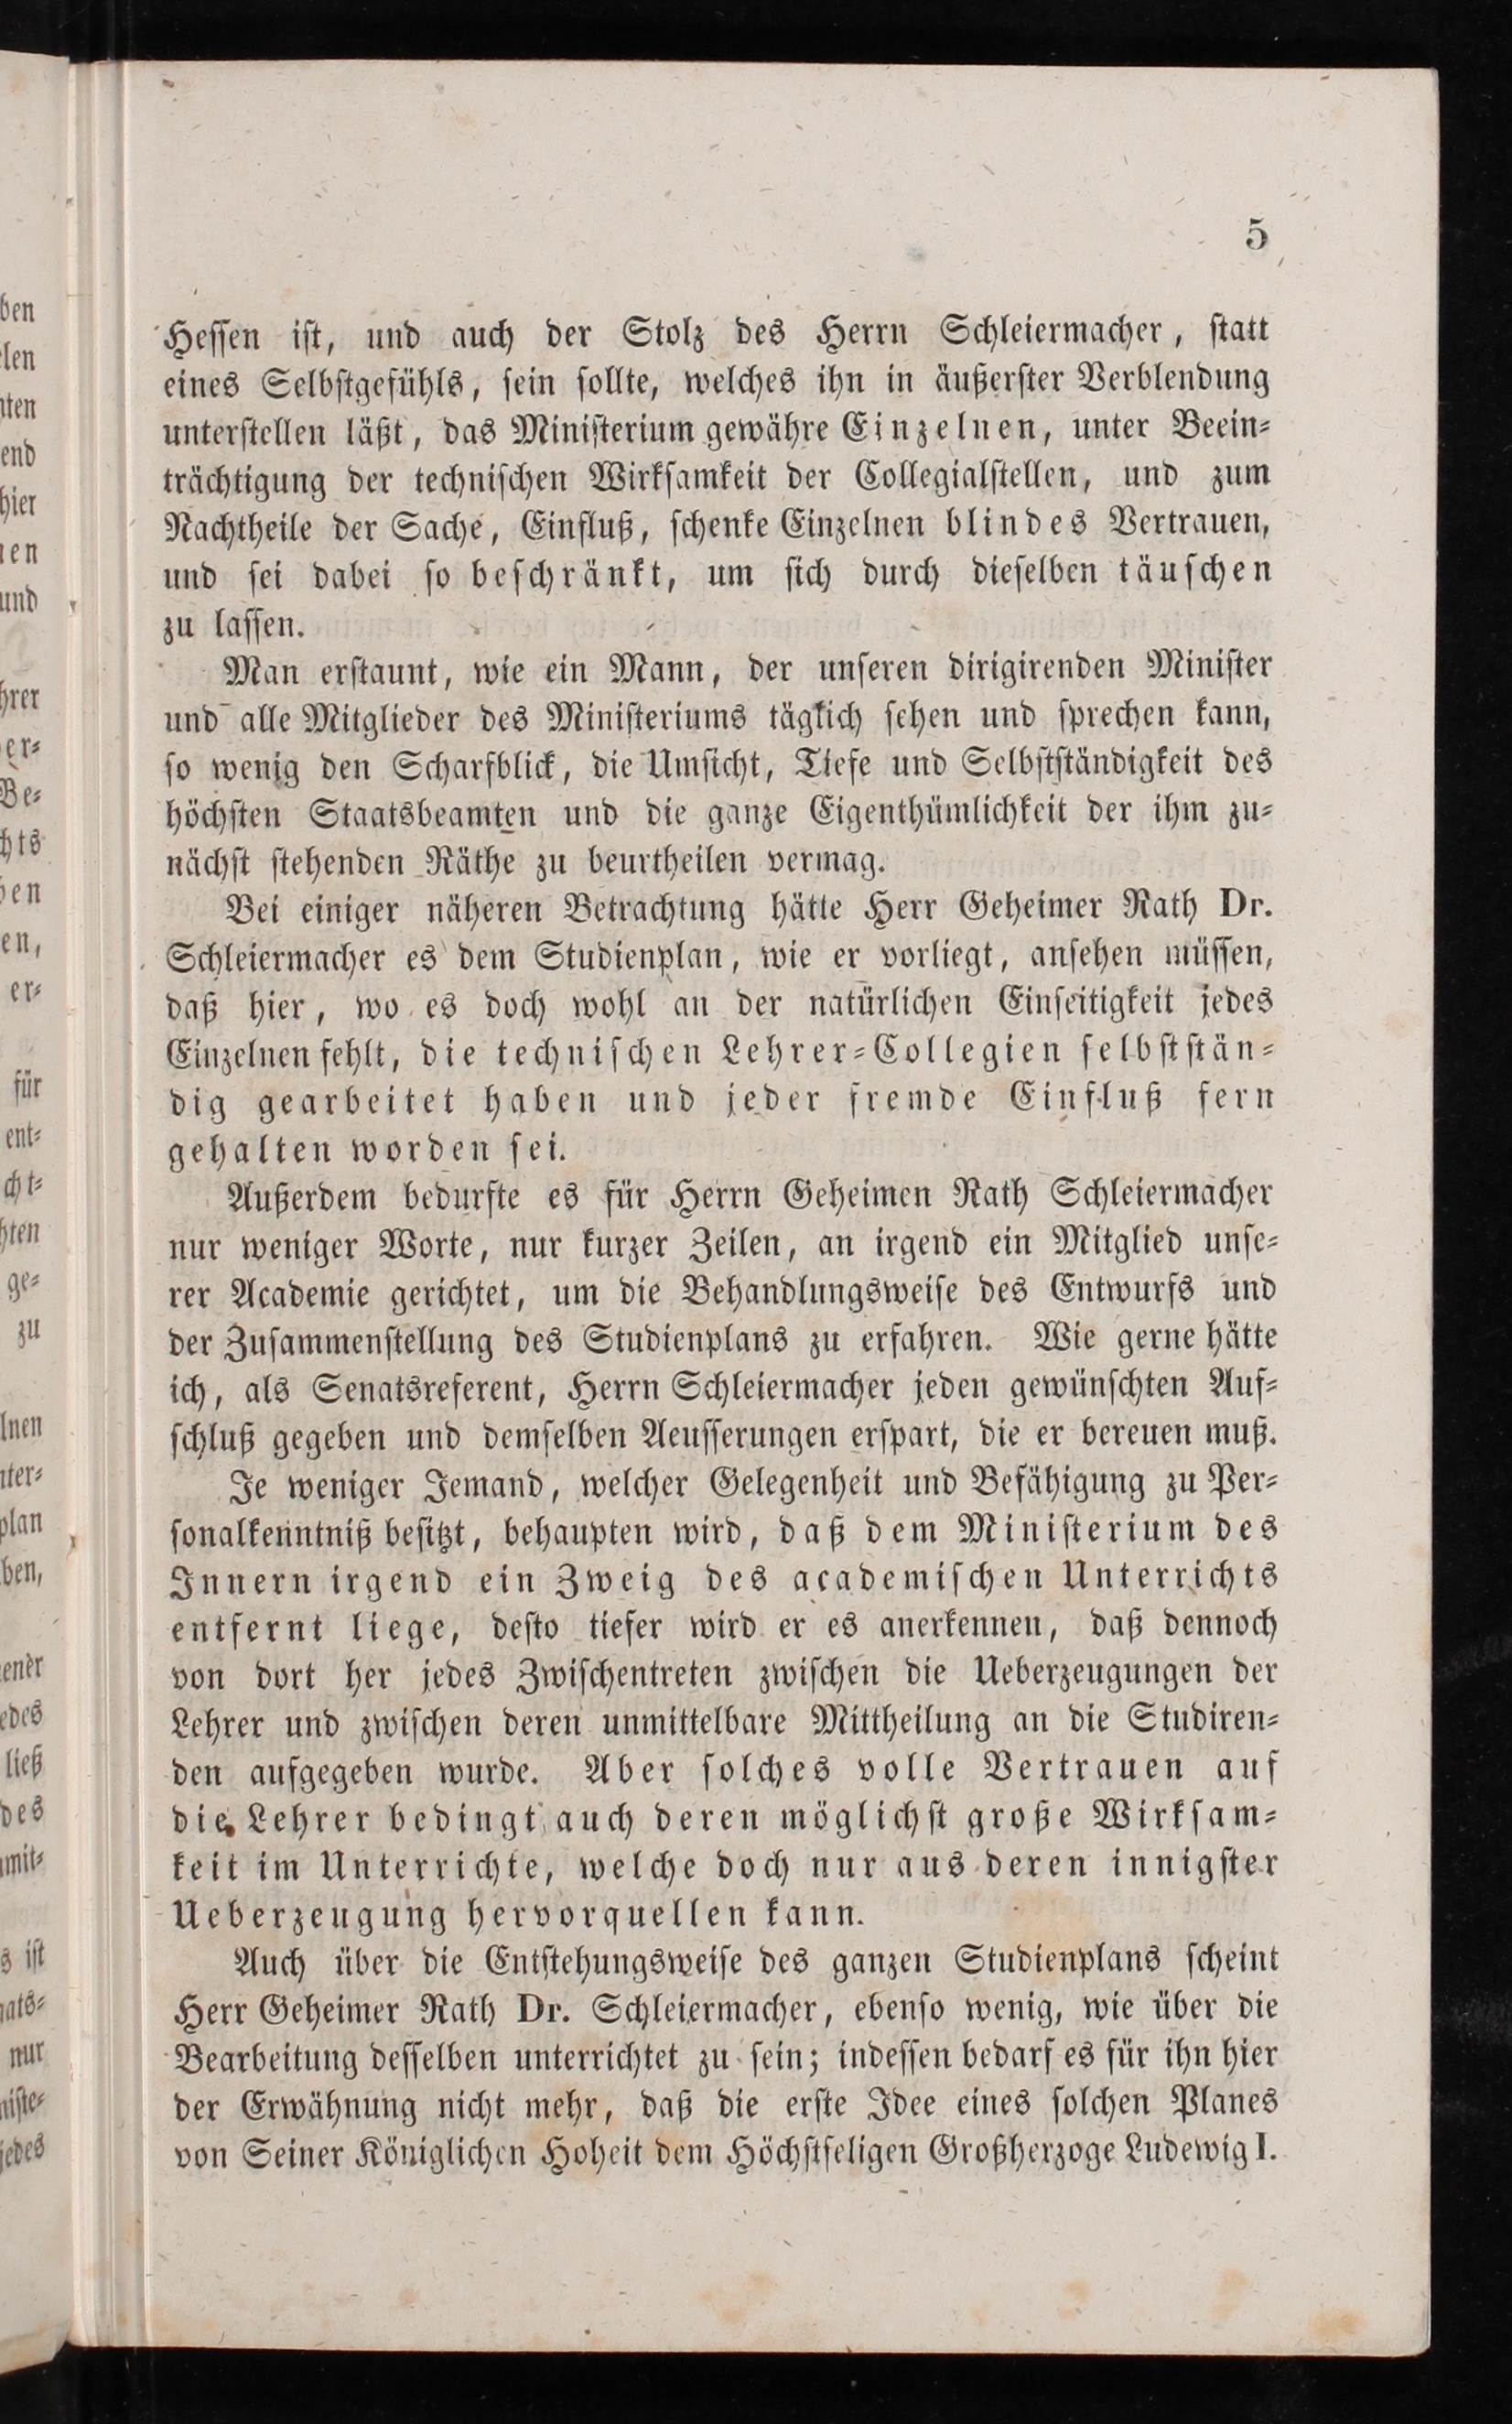 5
Hessen ist, und auch der Stolz des Herrn Schleiermacher, statt
eines Selbstgefühls, sein sollte, welches ihn in äußerster Verblendung
unterstellen läßt, das Ministerium gewähre Einzelnen, unter Beein-
trächtigung der technischen Wirksamkeit der Collegialstellen, und zum
Nachtheile der Sache, Einfluß, schenke Einzelnen blindes Vertrauen,
und sei dabei so beschränkt, um sich durch dieselben täuschen
zu lassen.
Man erstaunt, wie ein Mann, der unseren dirigirenden Minister
und alle Mitglieder des Ministeriums täglich sehen und sprechen kann,
so wenig den Scharfblick, die Umsicht, Tiefe und Selbstständigkeit des
höchsten Staatsbeamten und die ganze Eigenthümlichkeit der ihm zu-
nächst stehenden Räthe zu beurtheilen vermag.
Bei einiger näheren Betrachtung hätte Herr Geheimer Rath Dr.
Schleiermacher es dem Studienplan, wie er vorliegt, ansehen müssen,
daß hier, wo es doch wohl an der natürlichen Einseitigkeit jedes
Einzelnen fehlt, die technischen Lehrer-Collegien selbststän-
dig gearbeitet haben und jeder fremde Einfluß fern
gehalten worden sei.
Außerdem bedurfte es für Herrn Geheimen Rath Schleiermacher
nur weniger Worte, nur kurzer Zeilen, an irgend ein Mitglied unse-
rer Academie gerichtet, um die Behandlungsweise des Entwurfs und
der Zusammenstellung des Studienplans zu erfahren. Wie gerne hätte
ich, als Senatsreferent, Herrn Schleiermacher jeden gewünschten Auf-
schluß gegeben und demselben Aeusserungen erspart, die er bereuen muß.
Je weniger Jemand, welcher Gelegenheit und Befähigung zu Per-
sonalkenntniß besitzt, behaupten wird, daß dem Ministerium des
Innern irgend ein Zweig des academischen Unterrichts
entfernt liege, desto tiefer wird er es anerkennen, daß dennoch
von dort her jedes Zwischentreten zwischen die Ueberzeugungen der
Lehrer und zwischen deren unmittelbare Mittheilung an die Studiren-
den aufgegeben wurde. Aber solches volle Vertrauen auf
die Lehrer bedingt auch deren möglichst große Wirksam-
keit im Unterrichte, welche doch nur aus deren innigster
Ueberzeugung hervorquellen kann.
Auch über die Entstehungsweise des ganzen Studienplans scheint
Herr Geheimer Rath Dr. Schleiermacher, ebenso wenig, wie über die
Bearbeitung desselben unterrichtet zu sein; indessen bedarf es für ihn hier
der Erwähnung nicht mehr, daß die erste Idee eines solchen Planes
von Seiner Königlichen Hoheit dem Höchstseligen Großherzoge Ludewig I.